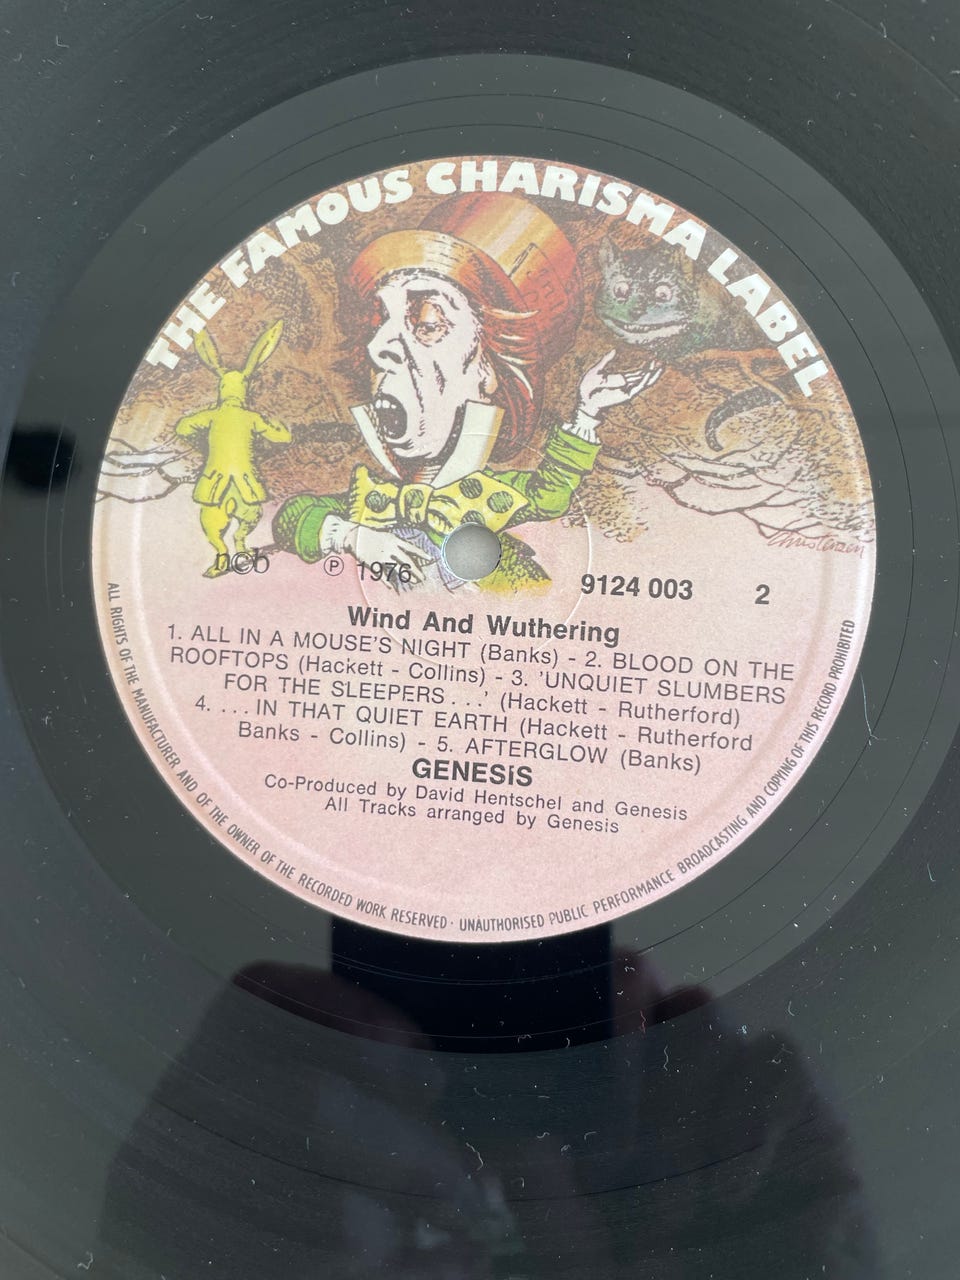 THE FAMOUS CHARISMA LABEL
Christensen
n©b
Ⓟ 1976
9124 003
2
Wind And Wuthering
1. ALL IN A MOUSE'S NIGHT (Banks) - 2. BLOOD ON THE
ROOFTOPS (Hackett - Collins) - 3. 'UNQUIET SLUMBERS
FOR THE SLEEPERS . . .' (Hackett - Rutherford)
4. . . . IN THAT QUIET EARTH (Hackett - Rutherford
Banks - Collins) - 5. AFTERGLOW (Banks)
GENESiS
Co-Produced by David Hentschel and Genesis
All Tracks arranged by Genesis
ALL RIGHTS OF THE MANUFACTURER AND OF THE OWNER OF THE RECORDED WORK RESERVED · UNAUTHORISED PUBLIC PERFORMANCE BROADCASTING AND COPYING OF THIS RECORD PROHIBITED